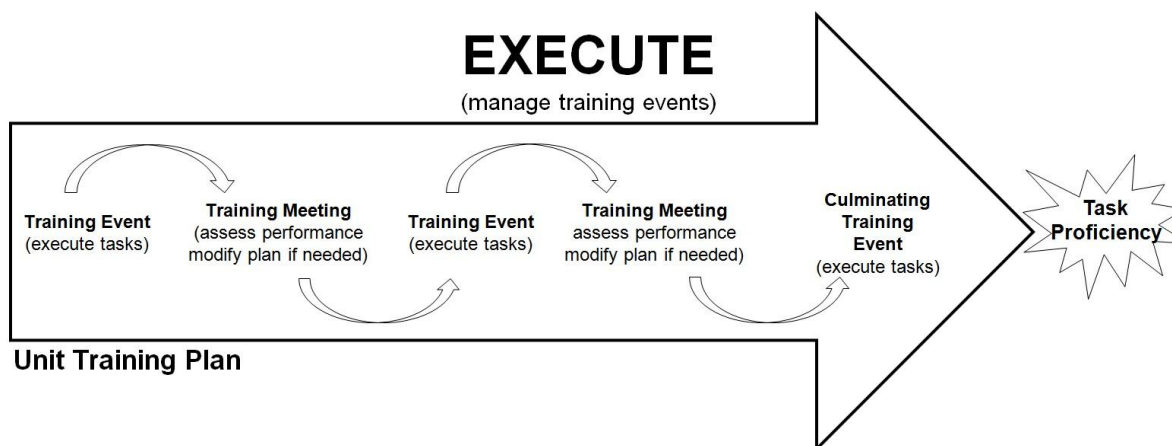 EXECUTE
(manage training events)
Training Event
(execute tasks)
Training Meeting
(assess performance
modify plan if needed)
Training Event
(execute tasks)
Training Meeting
assess performance
modify plan if needed)
Culminating
Training
Event
(execute tasks)
Task
Proficiency
Unit Training Plan